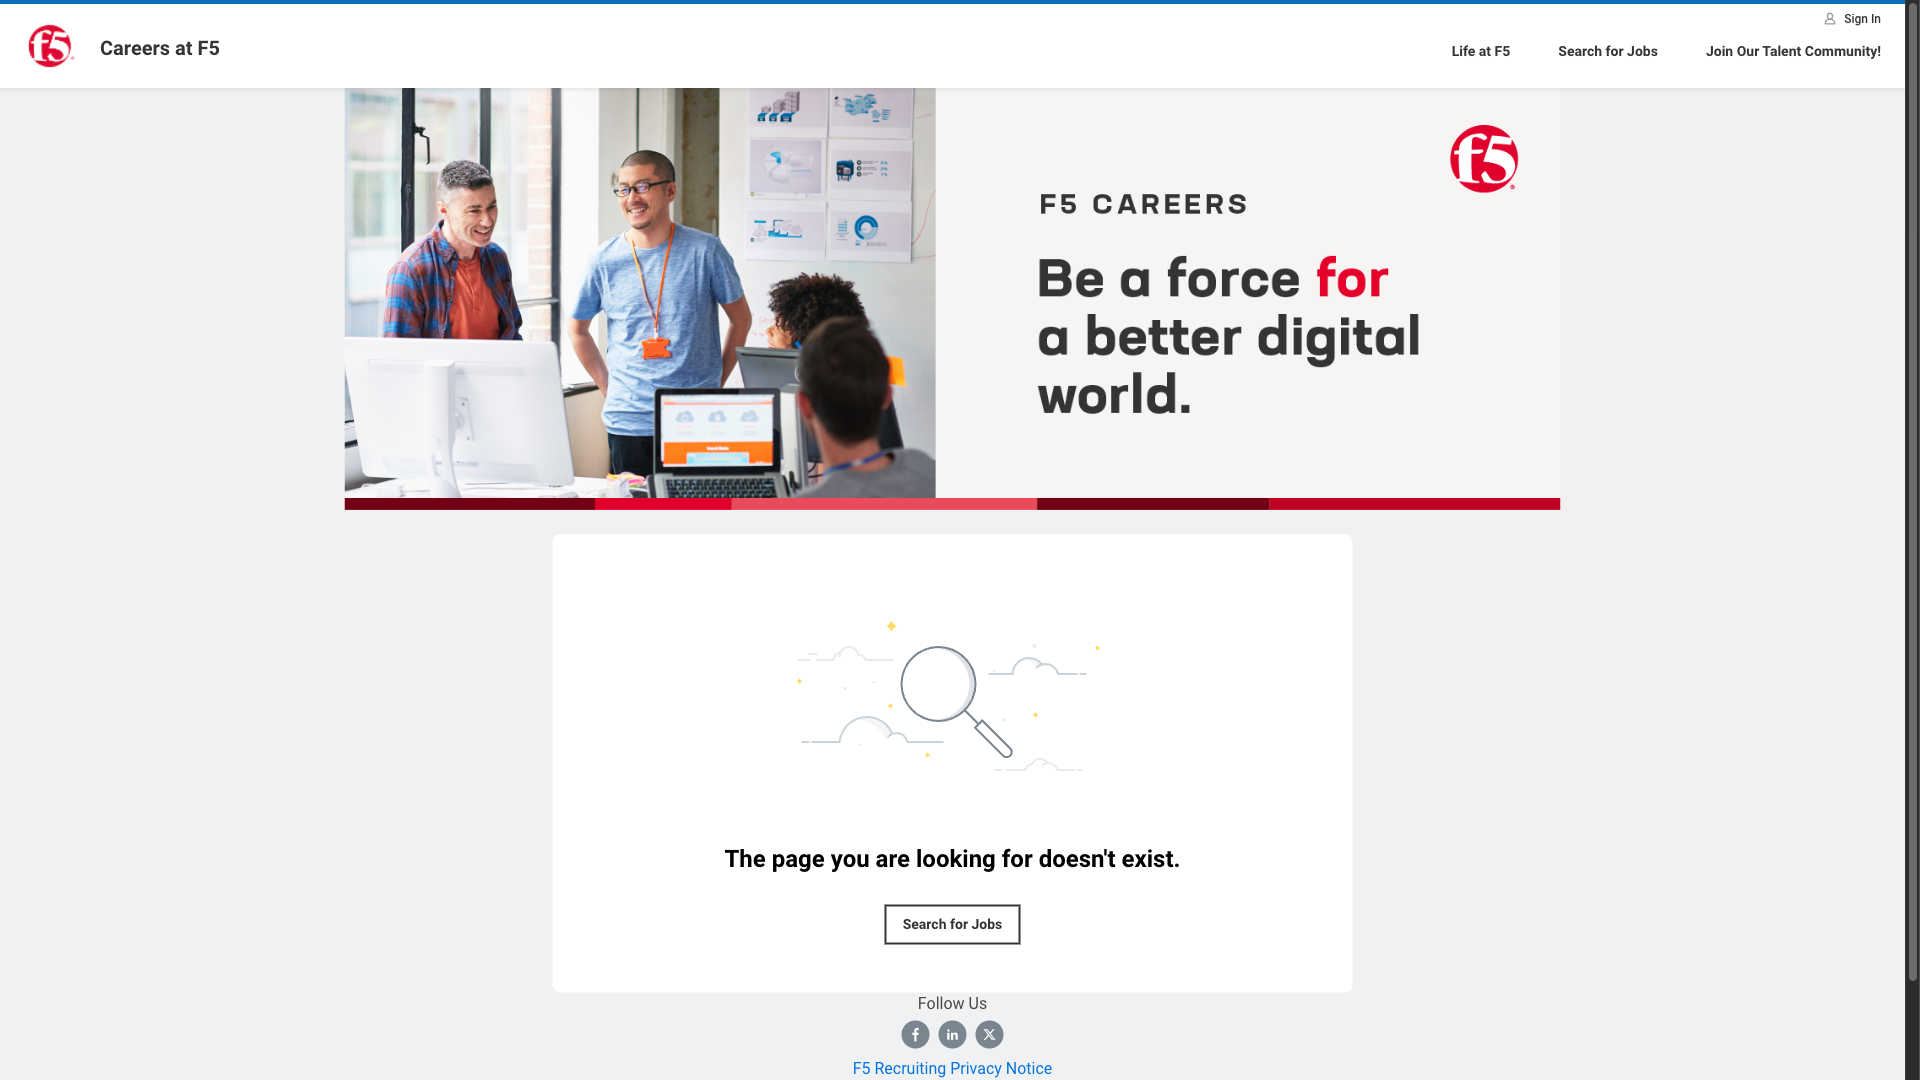 Sign In
f5
Careers at F5
Life at F5
Search for Jobs
Join Our Talent Community!
f5
F5 CAREERS
Be a force for
a better digital
world.
The page you are looking for doesn't exist.
Search for Jobs
Follow Us
F5 Recruiting Privacy Notice